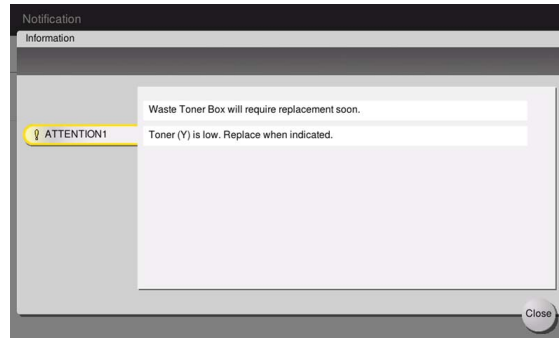 Notification
Information
Waste Toner Box will require replacement soon.
ATTENTION1
Toner (Y) is low. Replace when indicated.
Close